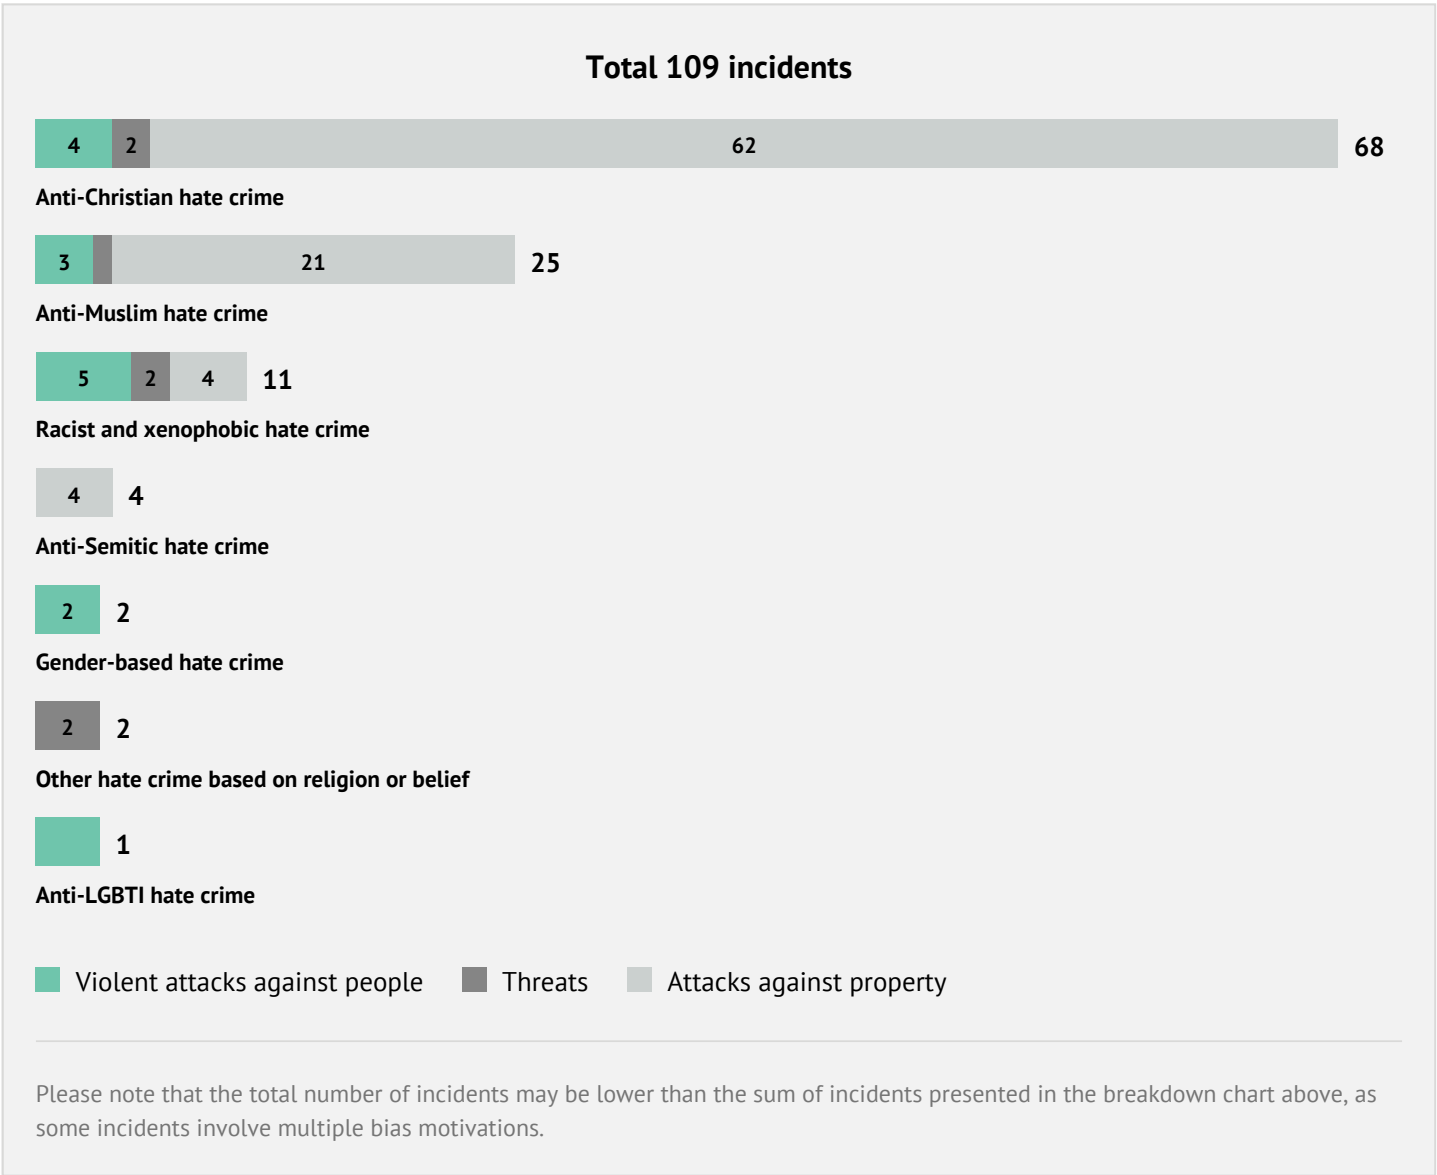 Total 109 incidents
4 2 62 68
Anti-Christian hate crime
3 21 25
Anti-Muslim hate crime
5 2 4 11
Racist and xenophobic hate crime
4 4
Anti-Semitic hate crime
2 2
Gender-based hate crime
2 2
Other hate crime based on religion or belief
1
Anti-LGBTI hate crime
Violent attacks against people Threats Attacks against property
Please note that the total number of incidents may be lower than the sum of incidents presented in the breakdown chart above, as
some incidents involve multiple bias motivations.